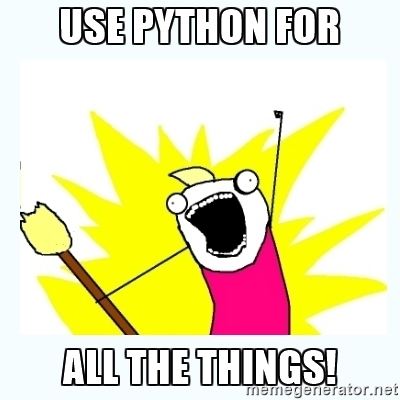 USE PYTHON FOR
ALL THE THINGS!
memegenerator.net